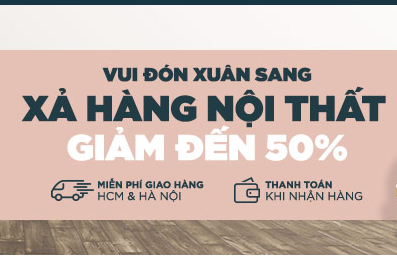 VUI ĐÓN XUÂN SANG
XẢ HÀNG NỘI THẤT
GIẢM ĐẾN 50%
MIỄN PHÍ GIAO HÀNG
HCM & HÀ NỘI
THANH TOÁN
KHI NHẬN HÀNG